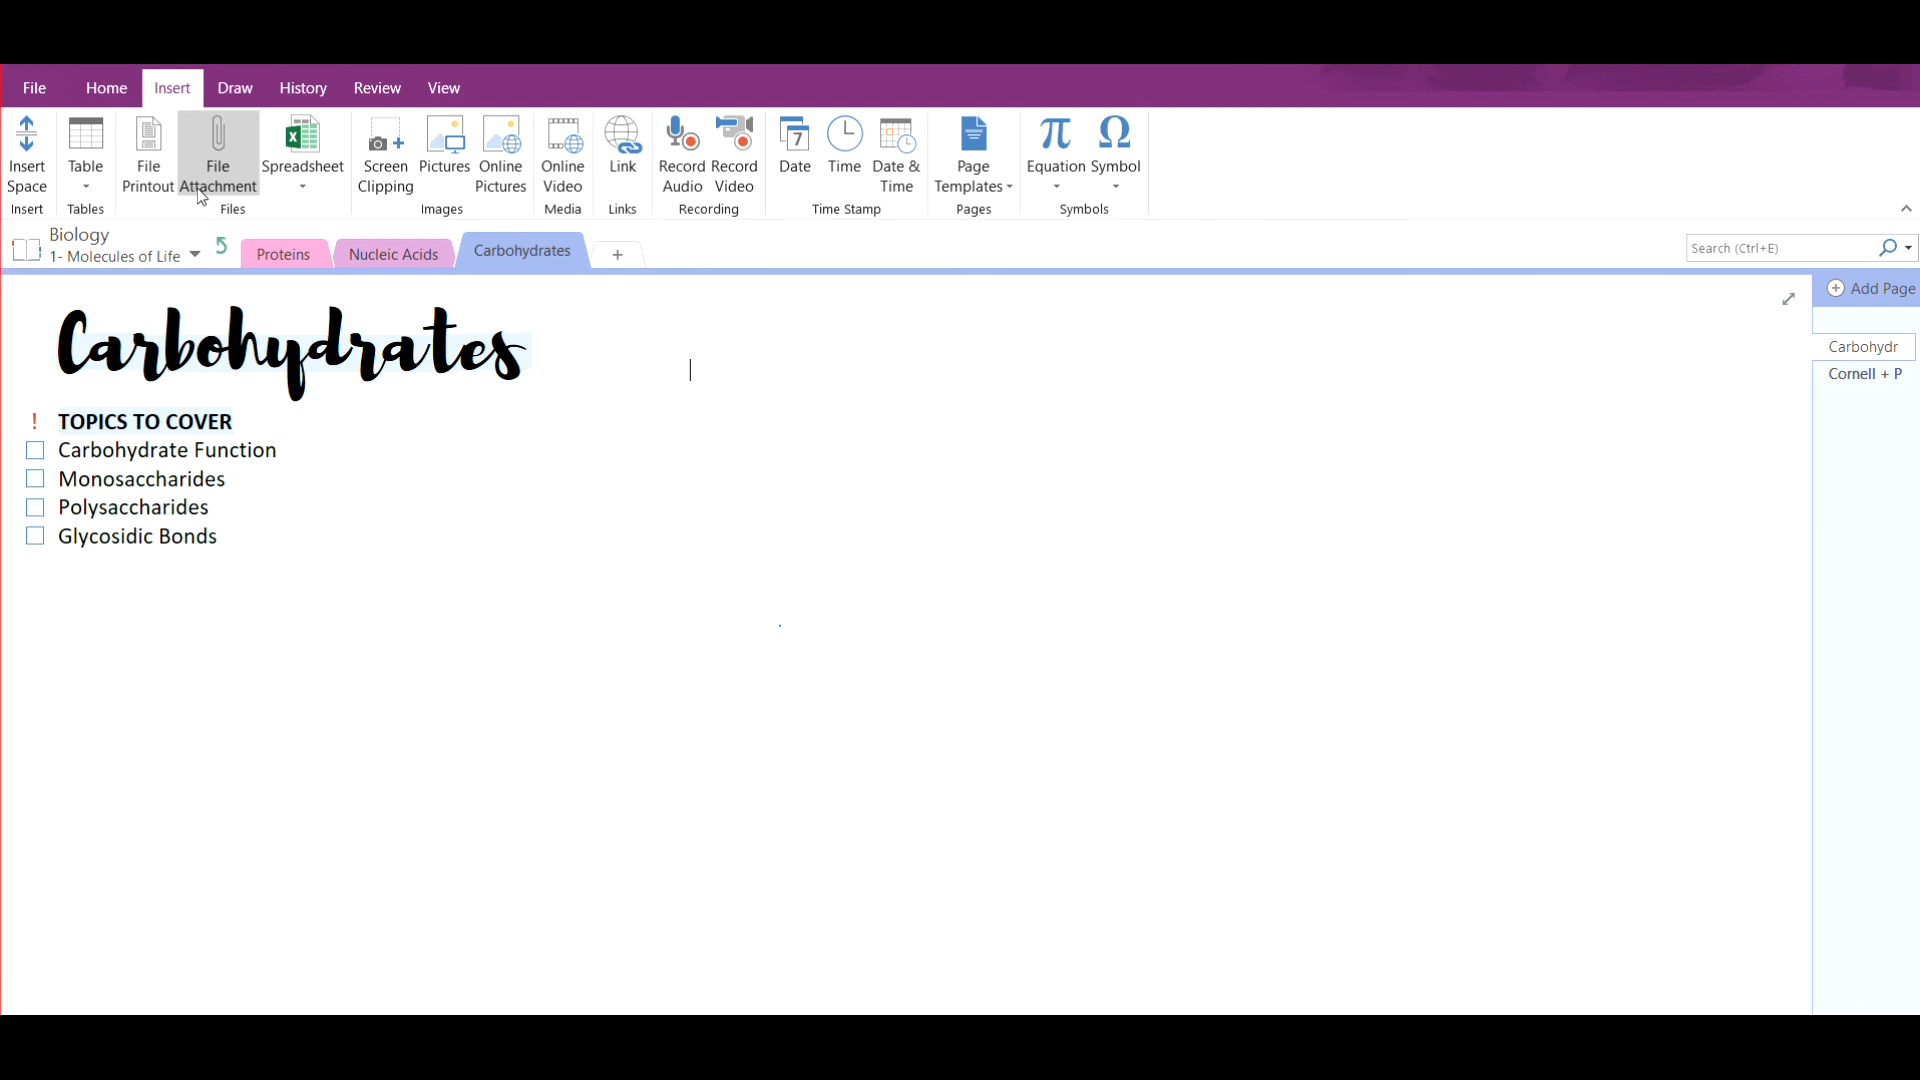 File Home Insert Draw History Review View
Insert Space
Table
File Printout
File Attachment
Spreadsheet
Screen Clipping
Pictures
Online Pictures
Online Video
Link
Record Audio
Record Video
Date
Time
Date & Time
Page Templates
Equation
Symbol
Insert Tables Files Images Media Links Recording Time Stamp Pages Symbols
Biology
1- Molecules of Life
Proteins Nucleic Acids Carbohydrates +
Search (Ctrl+E)
Add Page
Carbohydr
Cornell + P
Carbohydrates
! TOPICS TO COVER
Carbohydrate Function
Monosaccharides
Polysaccharides
Glycosidic Bonds